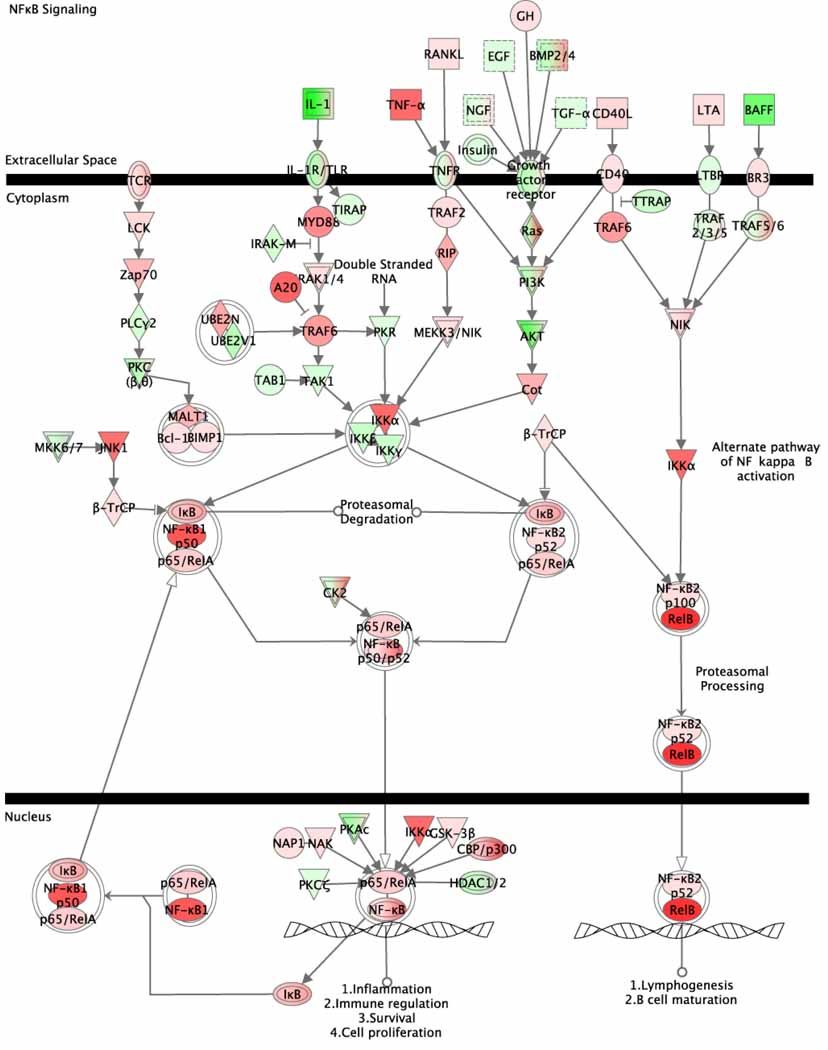 NFκB Signaling
GH
RANKL
EGF
BMP2/4
IL-1
TNF-α
NGF
TGF-α
CD40L
LTA
BAFF
Insulin
Extracellular Space
TCR
IL-1R/TLR
TNFR
Growth
factor
receptor
CD40
LTBR
BR3
Cytoplasm
TIRAP
TTRAP
LCK
MYD88
TRAF2
Ras
TRAF6
TRAF
2/3/5
TRAF5/6
IRAK-M
RIP
Zap70
Double Stranded
RNA
IRAK1/4
PI3K
A20
PLCγ2
UBE2N
UBE2V1
TRAF6
PKR
MEKK3/NIK
AKT
NIK
PKC
(β,θ)
TAB1
TAK1
Cot
MALT1
Bcl-1
BIMP1
IKKα
IKKβ
IKKγ
β-TrCP
MKK6/7
JNK1
IKKα
Alternate pathway
of NF kappa B
activation
β-TrCP
IκB
NF-κB1
p50
p65/RelA
Proteasomal
Degradation
IκB
NF-κB2
p52
p65/RelA
CK2
NF-κB2
p100
RelB
p65/RelA
NF-κB
p50/p52
Proteasomal
Processing
NF-κB2
p52
RelB
Nucleus
NAP1
NAK
PKAc
IKKα
GSK-3β
CBP/p300
PKCζ
p65/RelA
HDAC1/2
NF-κB
IκB
NF-κB1
p50
p65/RelA
p65/RelA
NF-κB1
NF-κB2
p52
RelB
IκB
1.Inflammation
2.Immune regulation
3.Survival
4.Cell proliferation
1.Lymphogenesis
2.B cell maturation